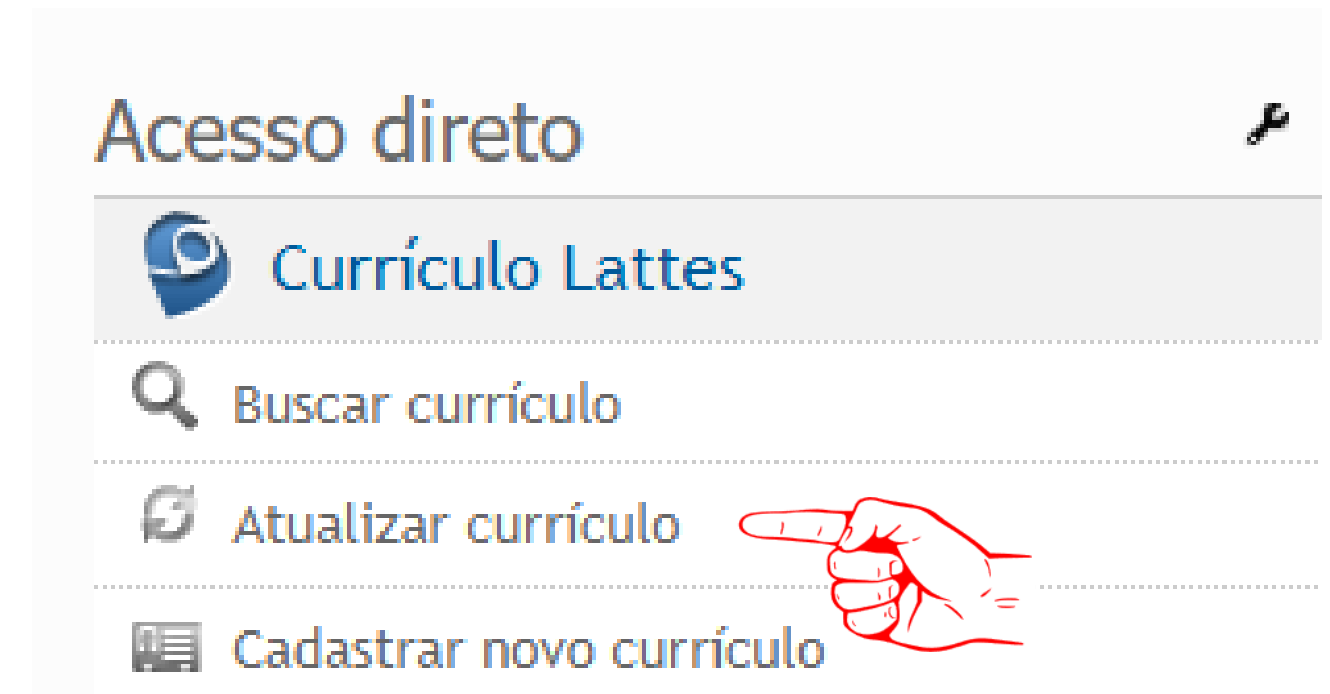 Acesso direto
Currículo Lattes
Buscar currículo
Atualizar currículo
Cadastrar novo currículo